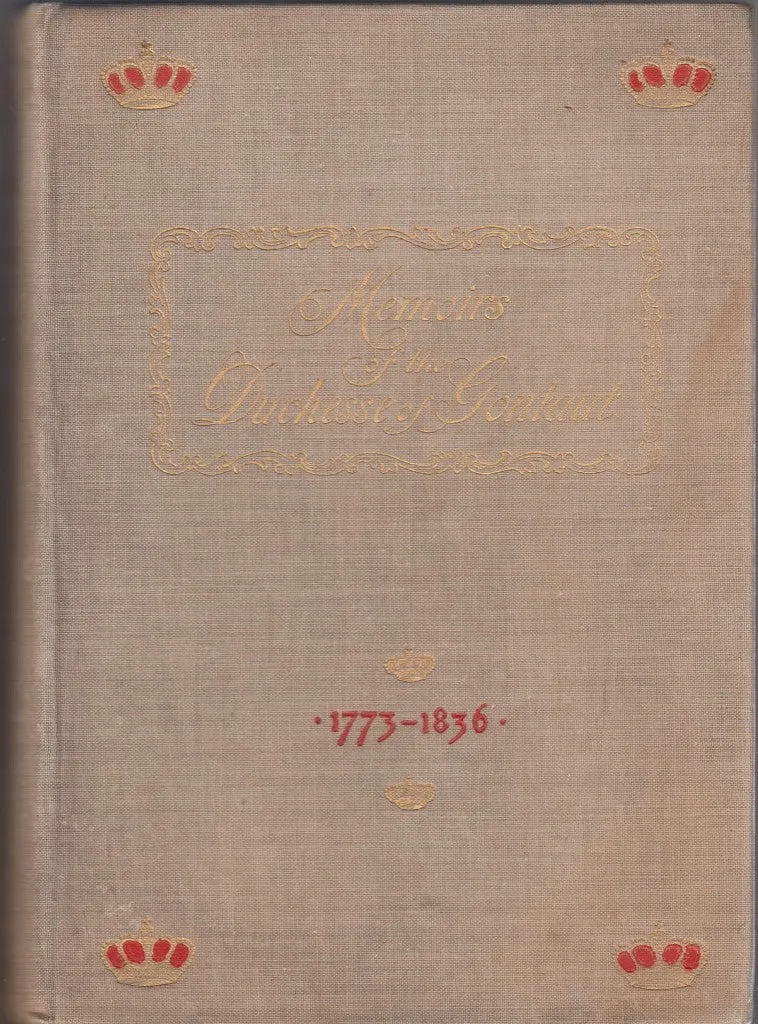 Memoirs
of the
Duchesse of Gontaut
· 1773–1836 ·